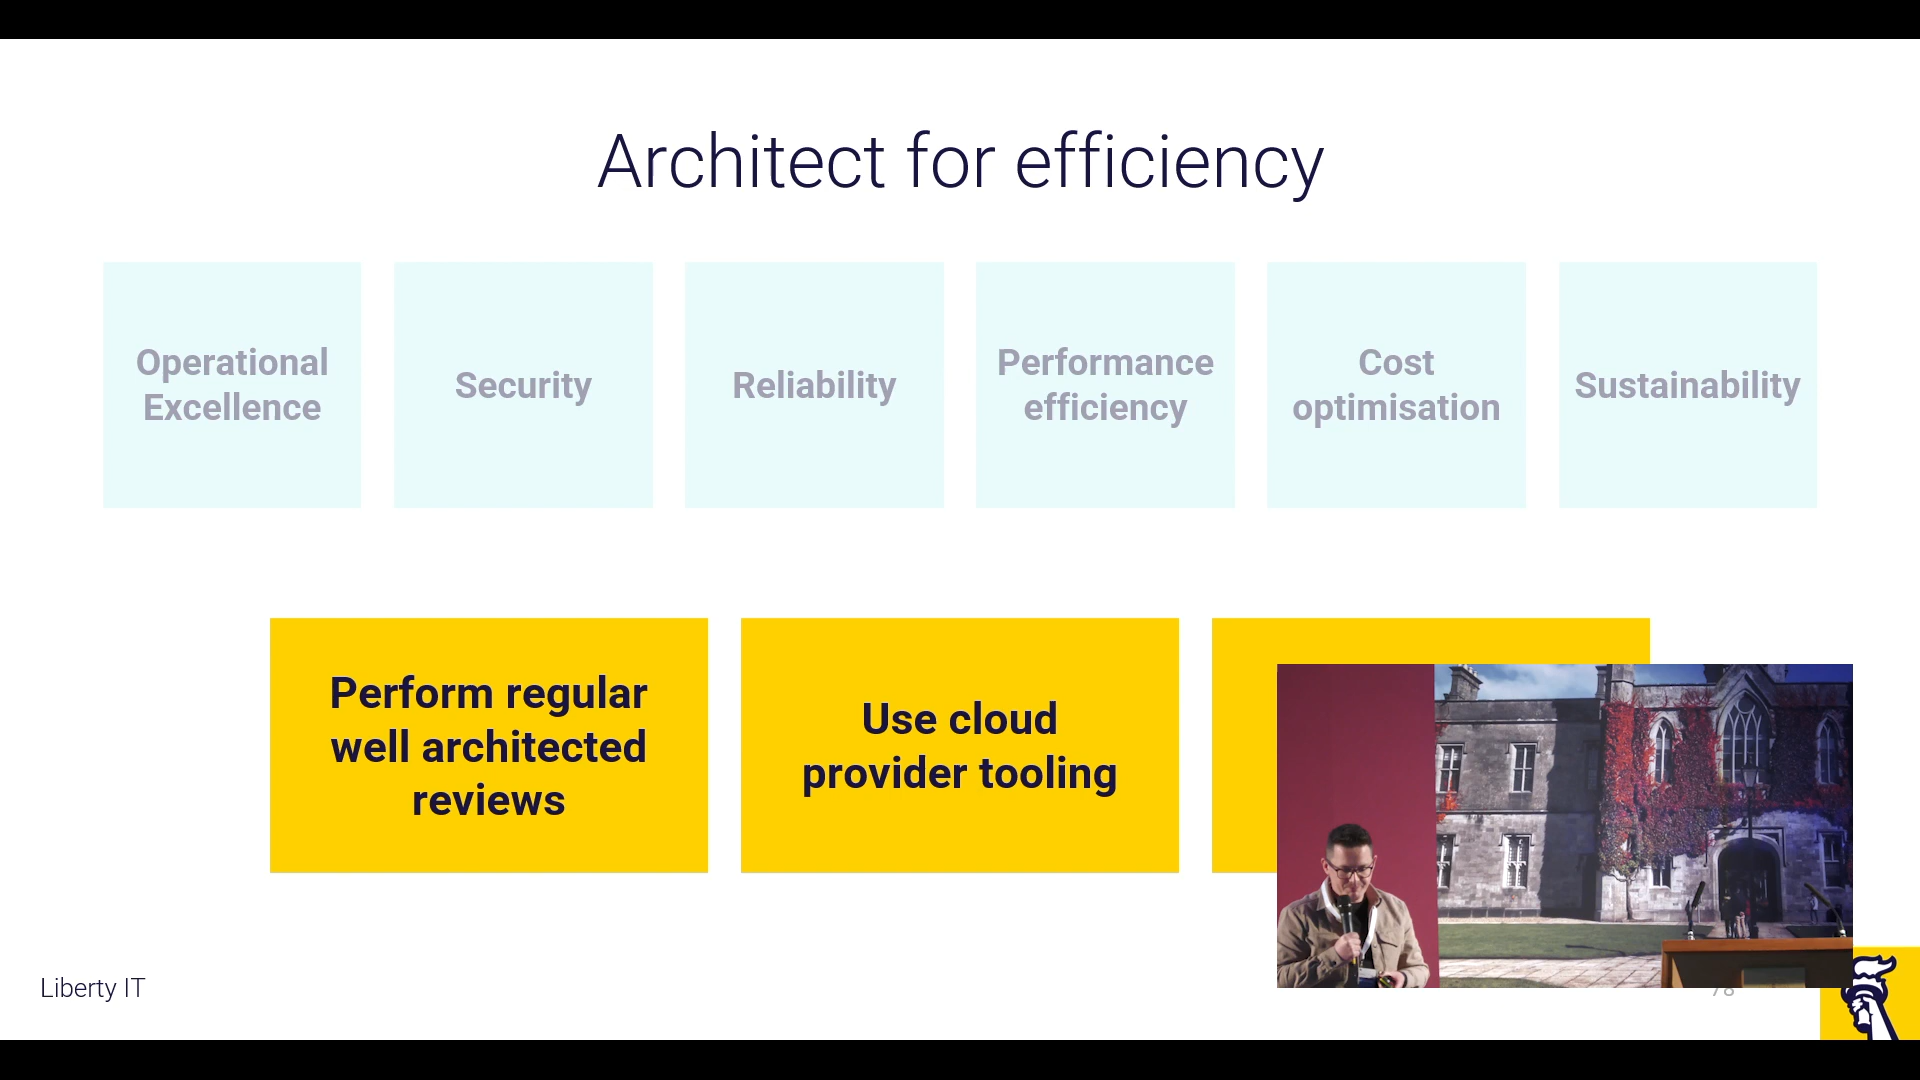 Architect for efficiency
Operational
Excellence
Security
Reliability
Performance
efficiency
Cost
optimisation
Sustainability
Perform regular
well architected
reviews
Use cloud
provider tooling
Liberty IT